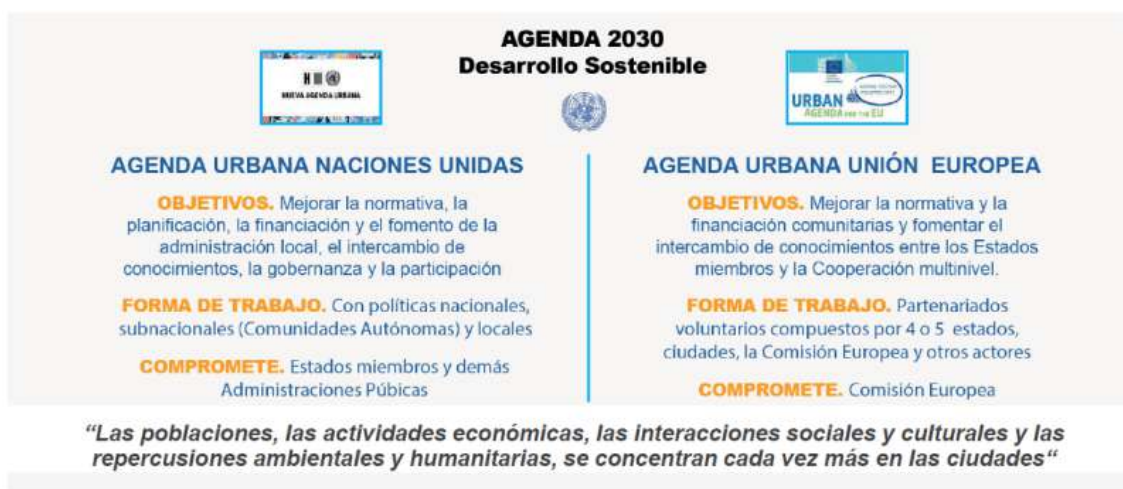 AGENDA 2030
Desarrollo Sostenible
NUEVA AGENDA URBANA
URBAN
AGENDA FOR THE EU
AGENDA URBANA NACIONES UNIDAS
OBJETIVOS. Mejorar la normativa, la
planificación, la financiación y el fomento de la
administración local, el intercambio de
conocimientos, la gobernanza y la participación
FORMA DE TRABAJO. Con políticas nacionales,
subnacionales (Comunidades Autónomas) y locales
COMPROMETE. Estados miembros y demás
Administraciones Púbicas
AGENDA URBANA UNIÓN EUROPEA
OBJETIVOS. Mejorar la normativa y la
financiación comunitarias y fomentar el
intercambio de conocimientos entre los Estados
miembros y la Cooperación multinivel.
FORMA DE TRABAJO. Partenariados
voluntarios compuestos por 4 o 5 estados,
ciudades, la Comisión Europea y otros actores
COMPROMETE. Comisión Europea
“Las poblaciones, las actividades económicas, las interacciones sociales y culturales y las
repercusiones ambientales y humanitarias, se concentran cada vez más en las ciudades“